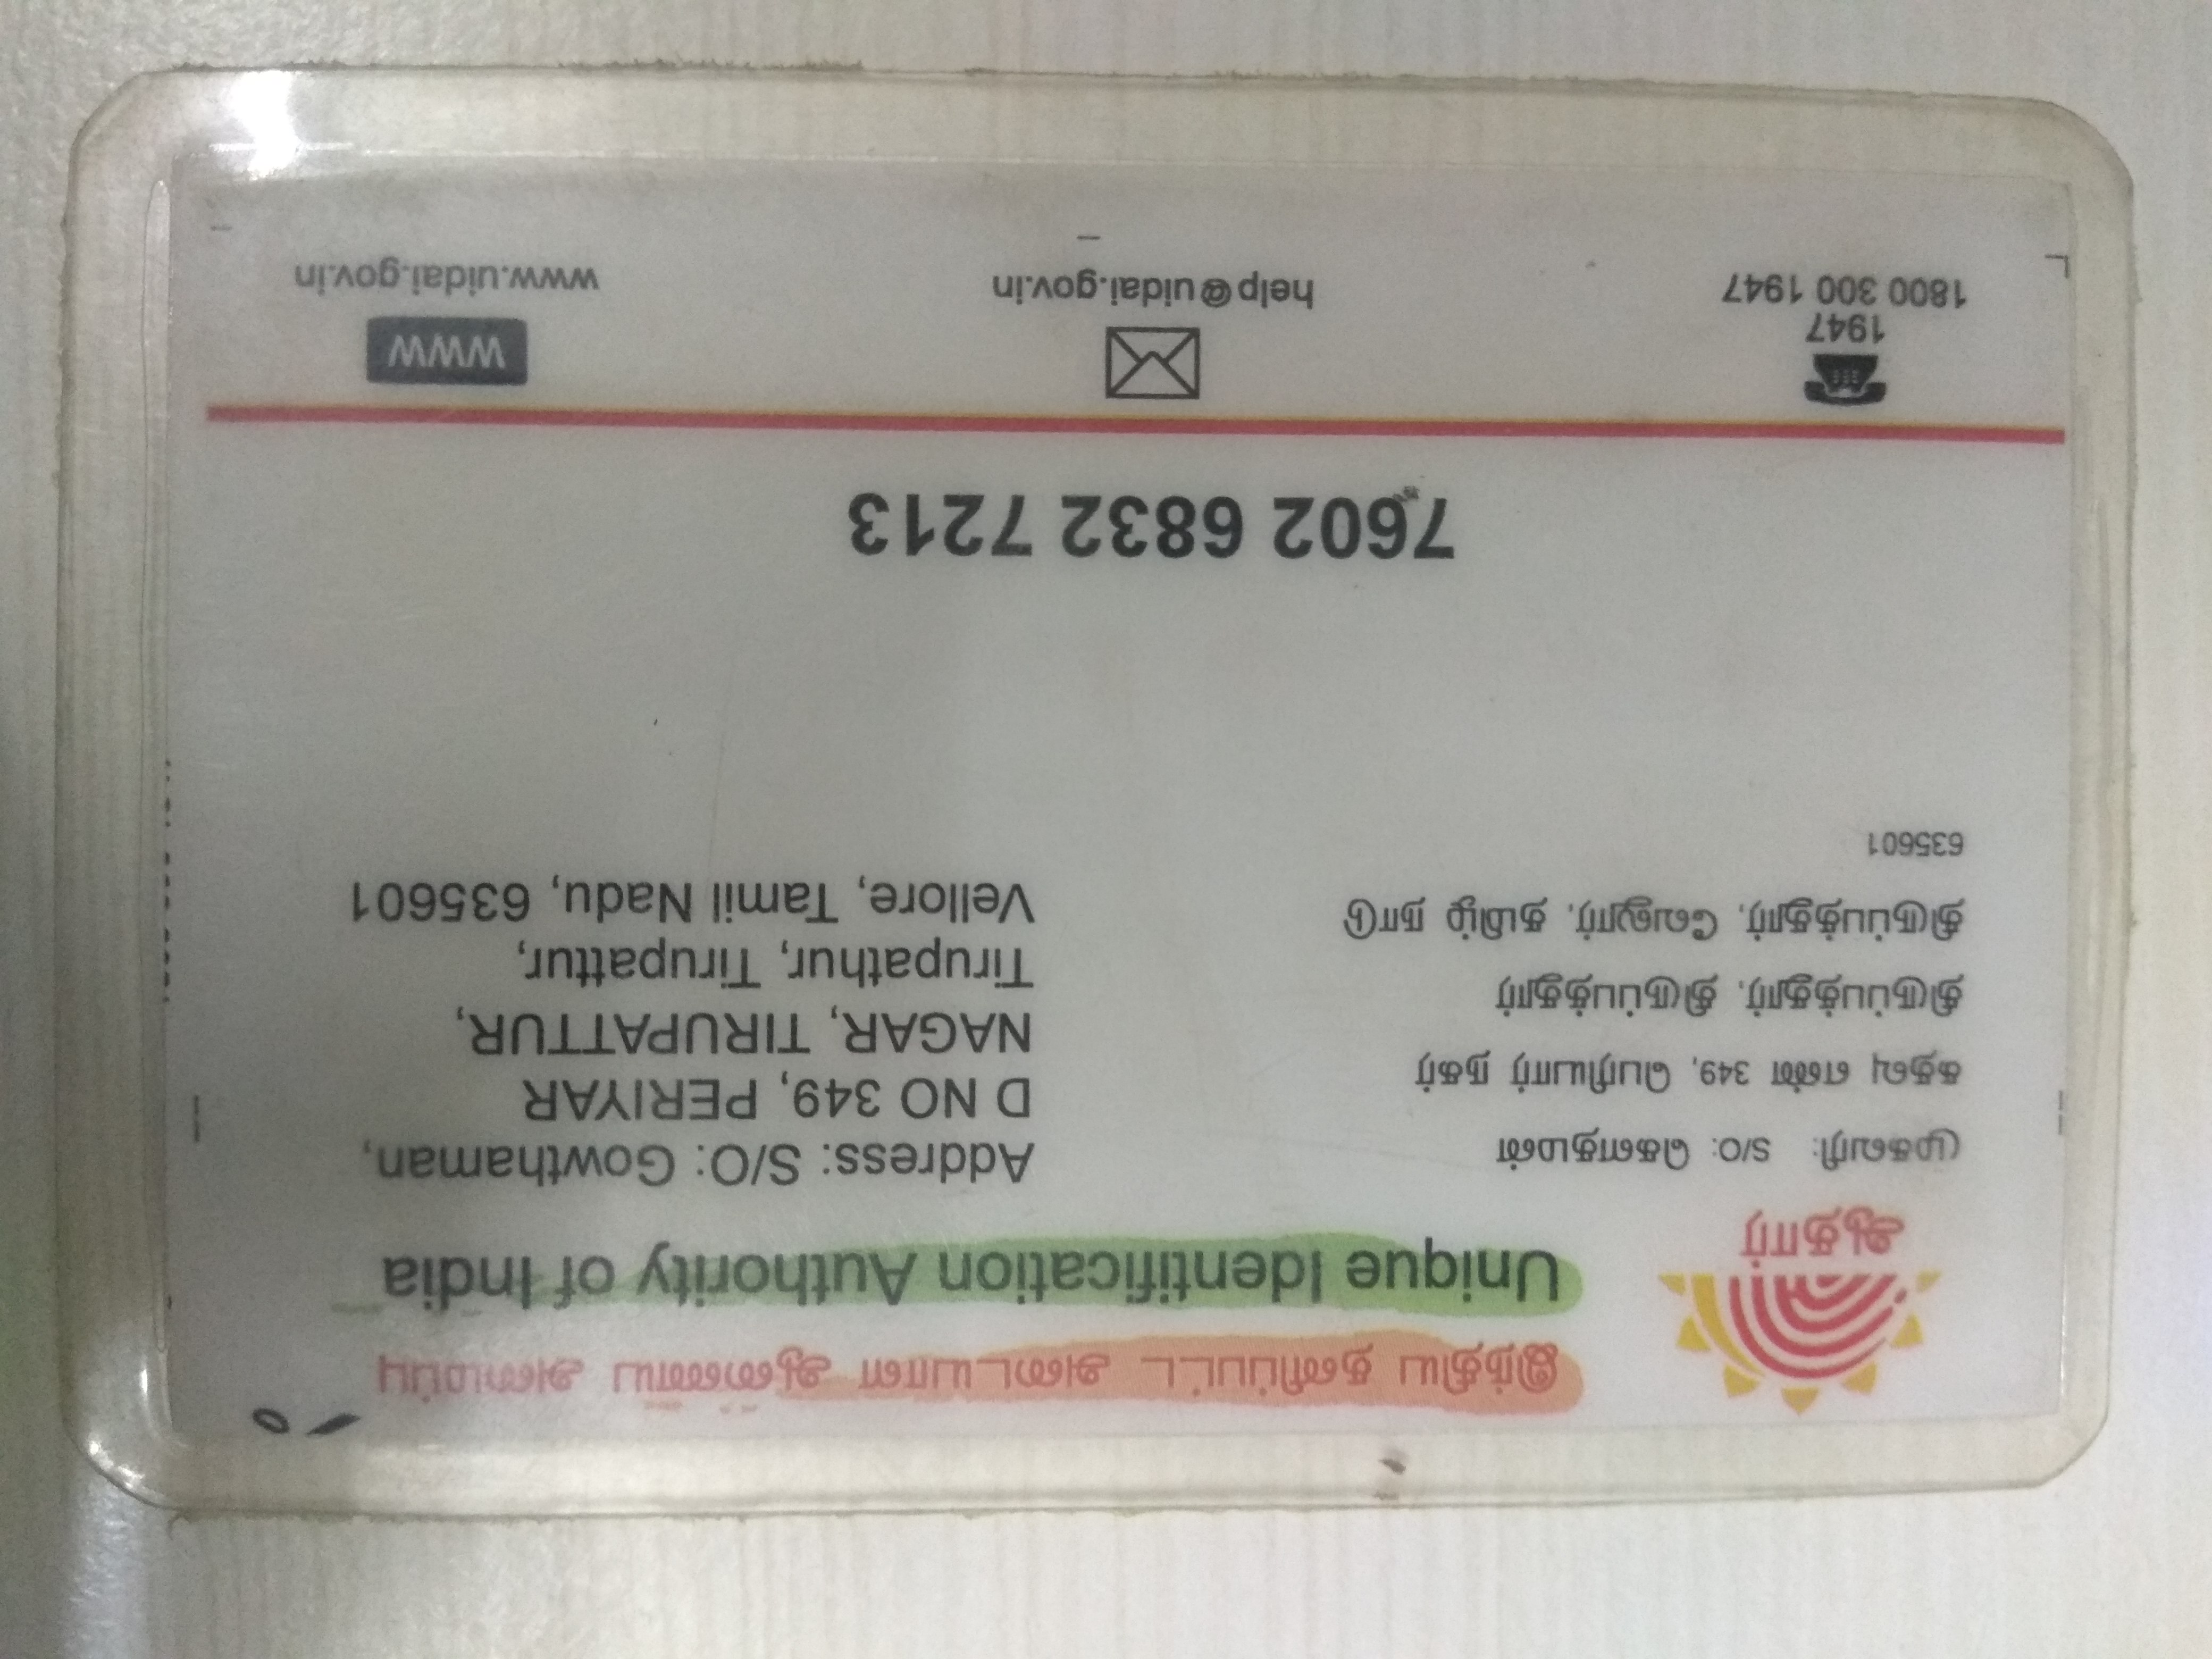 இந்திய தனிப்பட்ட அடையாள ஆணைய அமைப்பு
Unique Identification Authority of India
ஆதார்
முகவரி: S/O: கௌதமன்
கதவு எண் 349, பெரியார் நகர்
திருப்பத்தூர், திருப்பத்தூர்
திருப்பத்தூர், வேலூர், தமிழ் நாடு
635601
Address: S/O: Gowthaman,
D NO 349, PERIYAR
NAGAR, TIRUPATTUR,
Tirupathur, Tirupattur,
Vellore, Tamil Nadu, 635601
7602 6832 7213
1947
1800 300 1947
help@uidai.gov.in
WWW
www.uidai.gov.in